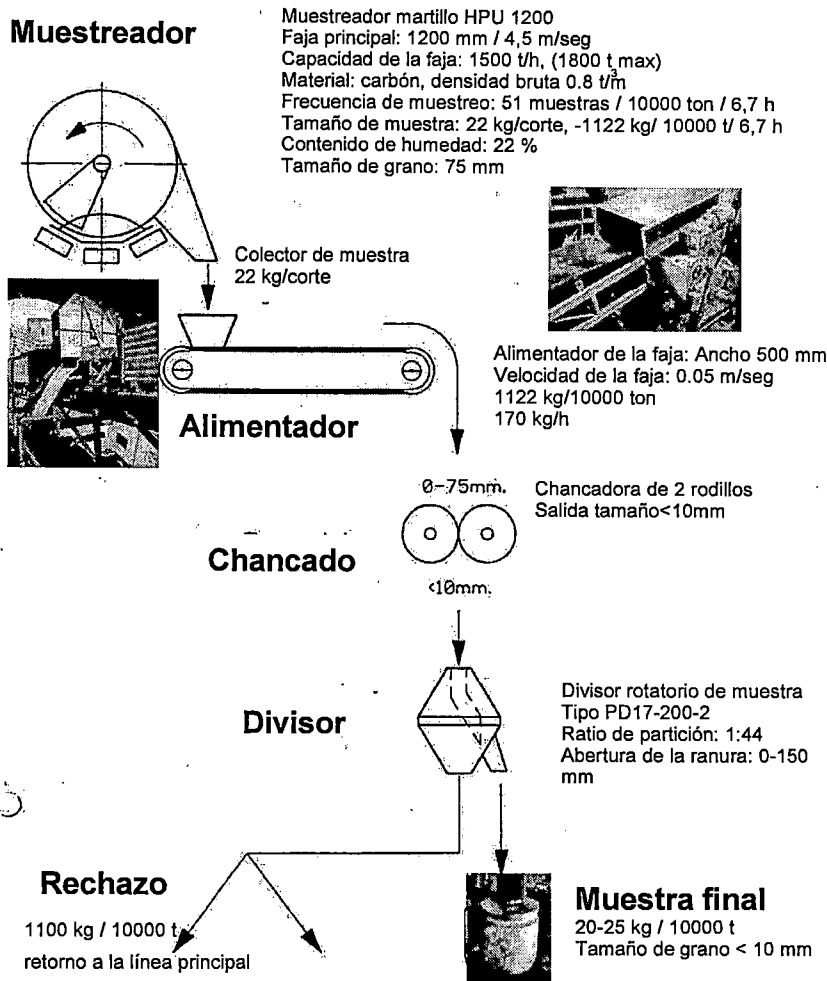 Muestreador
Muestreador martillo HPU 1200
Faja principal: 1200 mm / 4,5 m/seg
Capacidad de la faja: 1500 t/h, (1800 t max)
Material: carbón, densidad bruta 0.8 t/m3
Frecuencia de muestreo: 51 muestras / 10000 ton / 6,7 h
Tamaño de muestra: 22 kg/corte, -1122 kg/ 10000 t/ 6,7 h
Contenido de humedad: 22 %
Tamaño de grano: 75 mm
Colector de muestra
22 kg/corte
Alimentador de la faja: Ancho 500 mm
Velocidad de la faja: 0.05 m/seg
1122 kg/10000 ton
170 kg/h
Alimentador
0-75mm.
Chancadora de 2 rodillos
Salida tamaño<10mm
Chancado
<10mm.
Divisor
Divisor rotatorio de muestra
Tipo PD17-200-2
Ratio de partición: 1:44
Abertura de la ranura: 0-150
mm
Rechazo
1100 kg / 10000 t
retorno a la línea principal
Muestra final
20-25 kg / 10000 t
Tamaño de grano < 10 mm